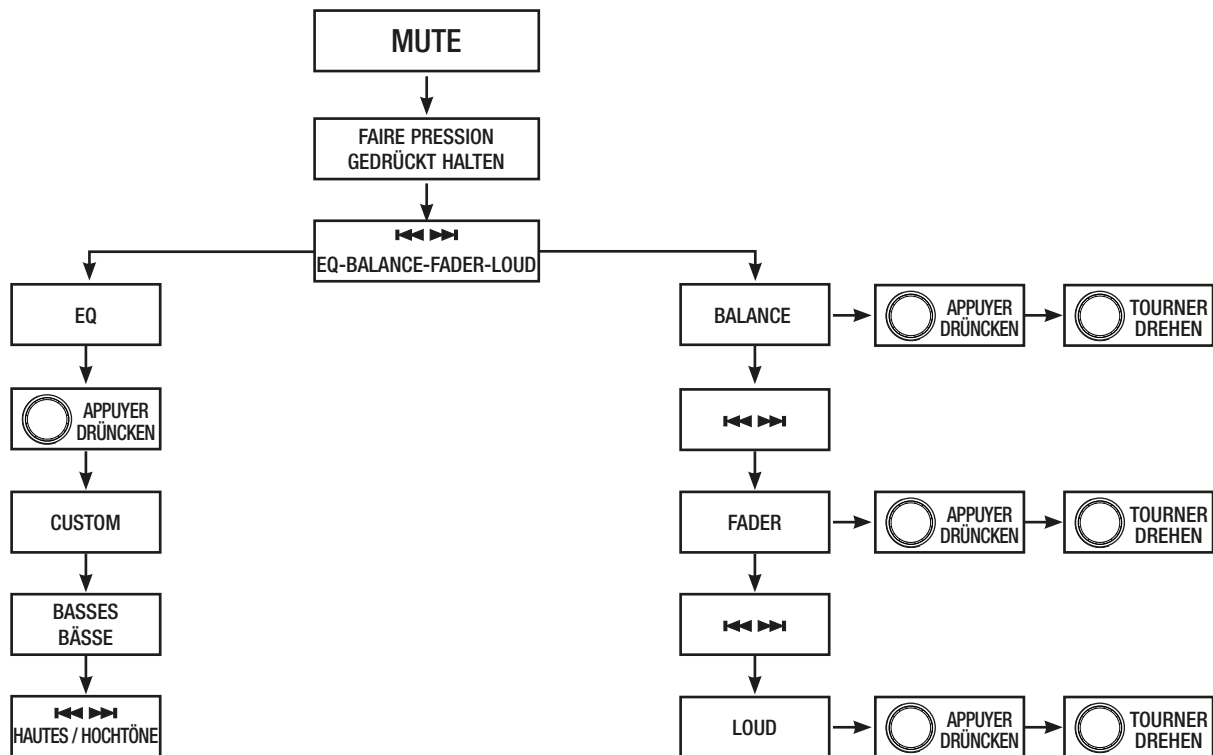 MUTE
FAIRE PRESSION
GEDRÜCKT HALTEN
EQ-BALANCE-FADER-LOUD
EQ
APPUYER
DRÜNCKEN
CUSTOM
BASSES
BÄSSE
HAUTES / HOCHTÖNE
BALANCE
APPUYER
DRÜNCKEN
TOURNER
DREHEN
FADER
APPUYER
DRÜNCKEN
TOURNER
DREHEN
LOUD
APPUYER
DRÜNCKEN
TOURNER
DREHEN